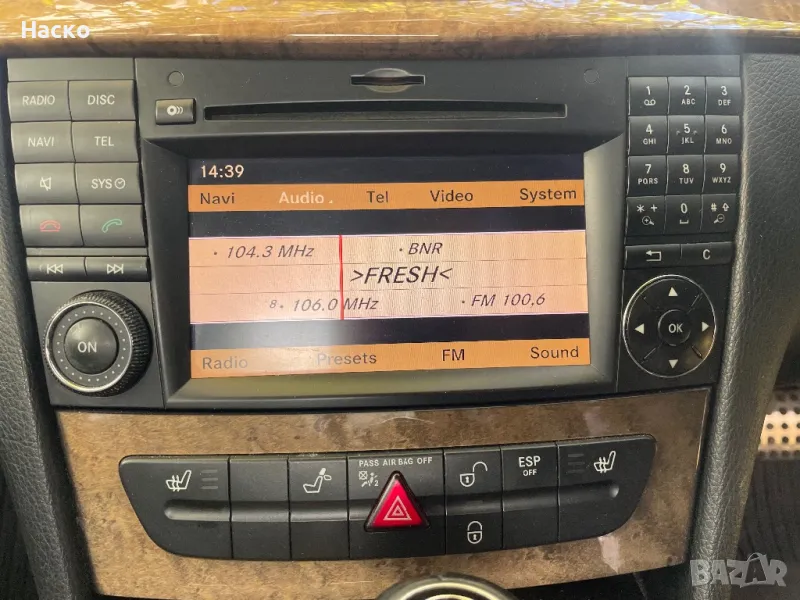 Наско
RADIO DISC
NAVI TEL
SYS
ON
14:39
Navi Audio Tel Video System
104.3 MHz BNR
>FRESH<
8 106.0 MHz FM 100.6
Radio Presets FM Sound
1 2 ABC 3 DEF
4 GHI 5 JKL 6 MNO
7 PQRS 8 TUV 9 WXYZ
* + 0 #
C
OK
PASS AIR BAG OFF
2
ESP OFF
BAZAR